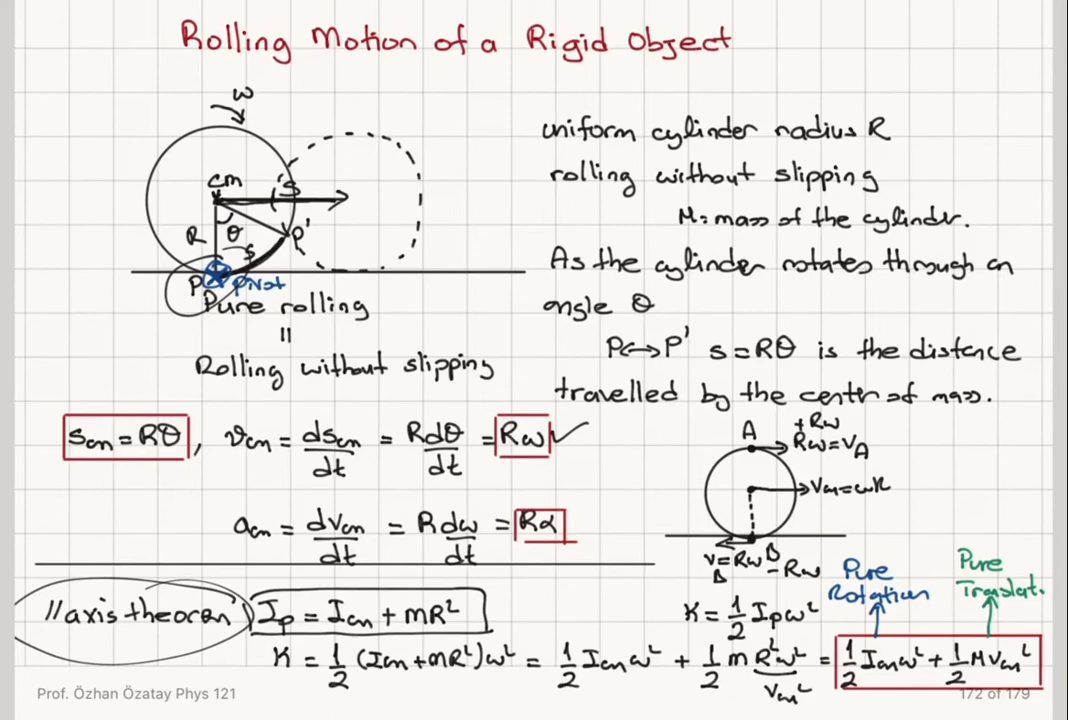 Rolling Motion of a Rigid Object
ω
cm
s
R
θ
s
P'
P
pivot
Pure rolling
=
Rolling without slipping
uniform cylinder radius R
rolling without slipping
M: mass of the cylinder.
As the cylinder rotates through an
angle θ
P↔P' s = Rθ is the distance
travelled by the center of mass.
s_cm = Rθ, v_cm = ds_cm/dt = Rdθ/dt = Rω ✓
a_cm = dv_cm/dt = Rdω/dt = Rα
A
+Rω
Rω = v_A
v_cm = ωR
B
v_B = Rω - Rω
Pure Rotation
Pure Translat.
// axis theorem: I_p = I_cm + mR²
K = 1/2 I_p ω²
K = 1/2 (I_cm + mR²)ω² = 1/2 I_cm ω² + 1/2 m R²ω² = 1/2 I_cm ω² + 1/2 M v_cm²
v_cm²
Prof. Özhan Özatay Phys 121
172 of 179